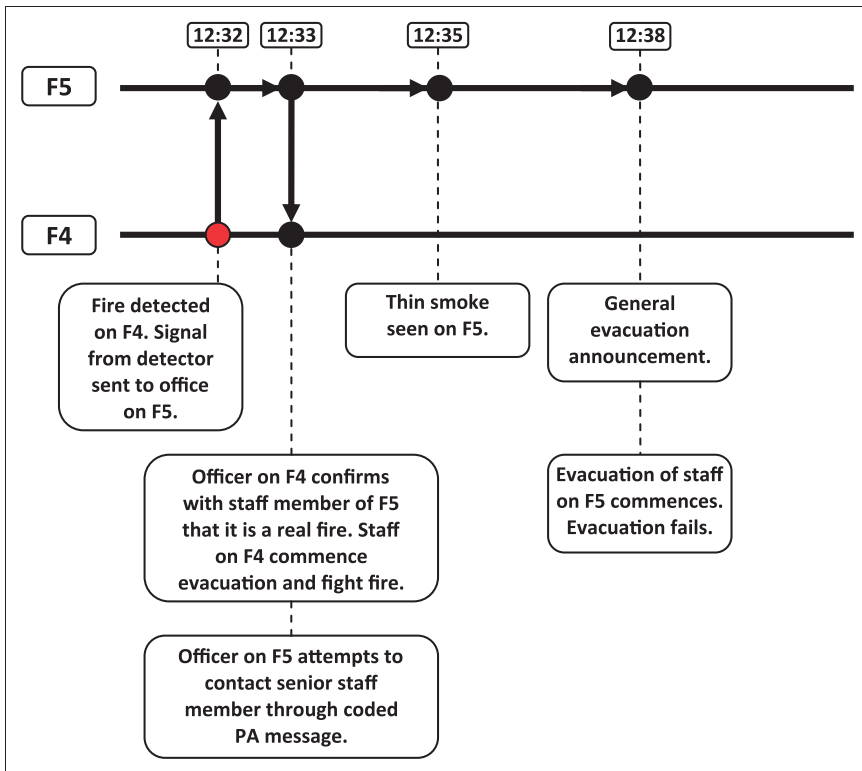 12:32
12:33
12:35
12:38
F5
F4
Fire detected
on F4. Signal
from detector
sent to office
on F5.
Thin smoke
seen on F5.
General
evacuation
announcement.
Officer on F4 confirms
with staff member of F5
that it is a real fire. Staff
on F4 commence
evacuation and fight fire.
Evacuation of staff
on F5 commences.
Evacuation fails.
Officer on F5 attempts to
contact senior staff
member through coded
PA message.